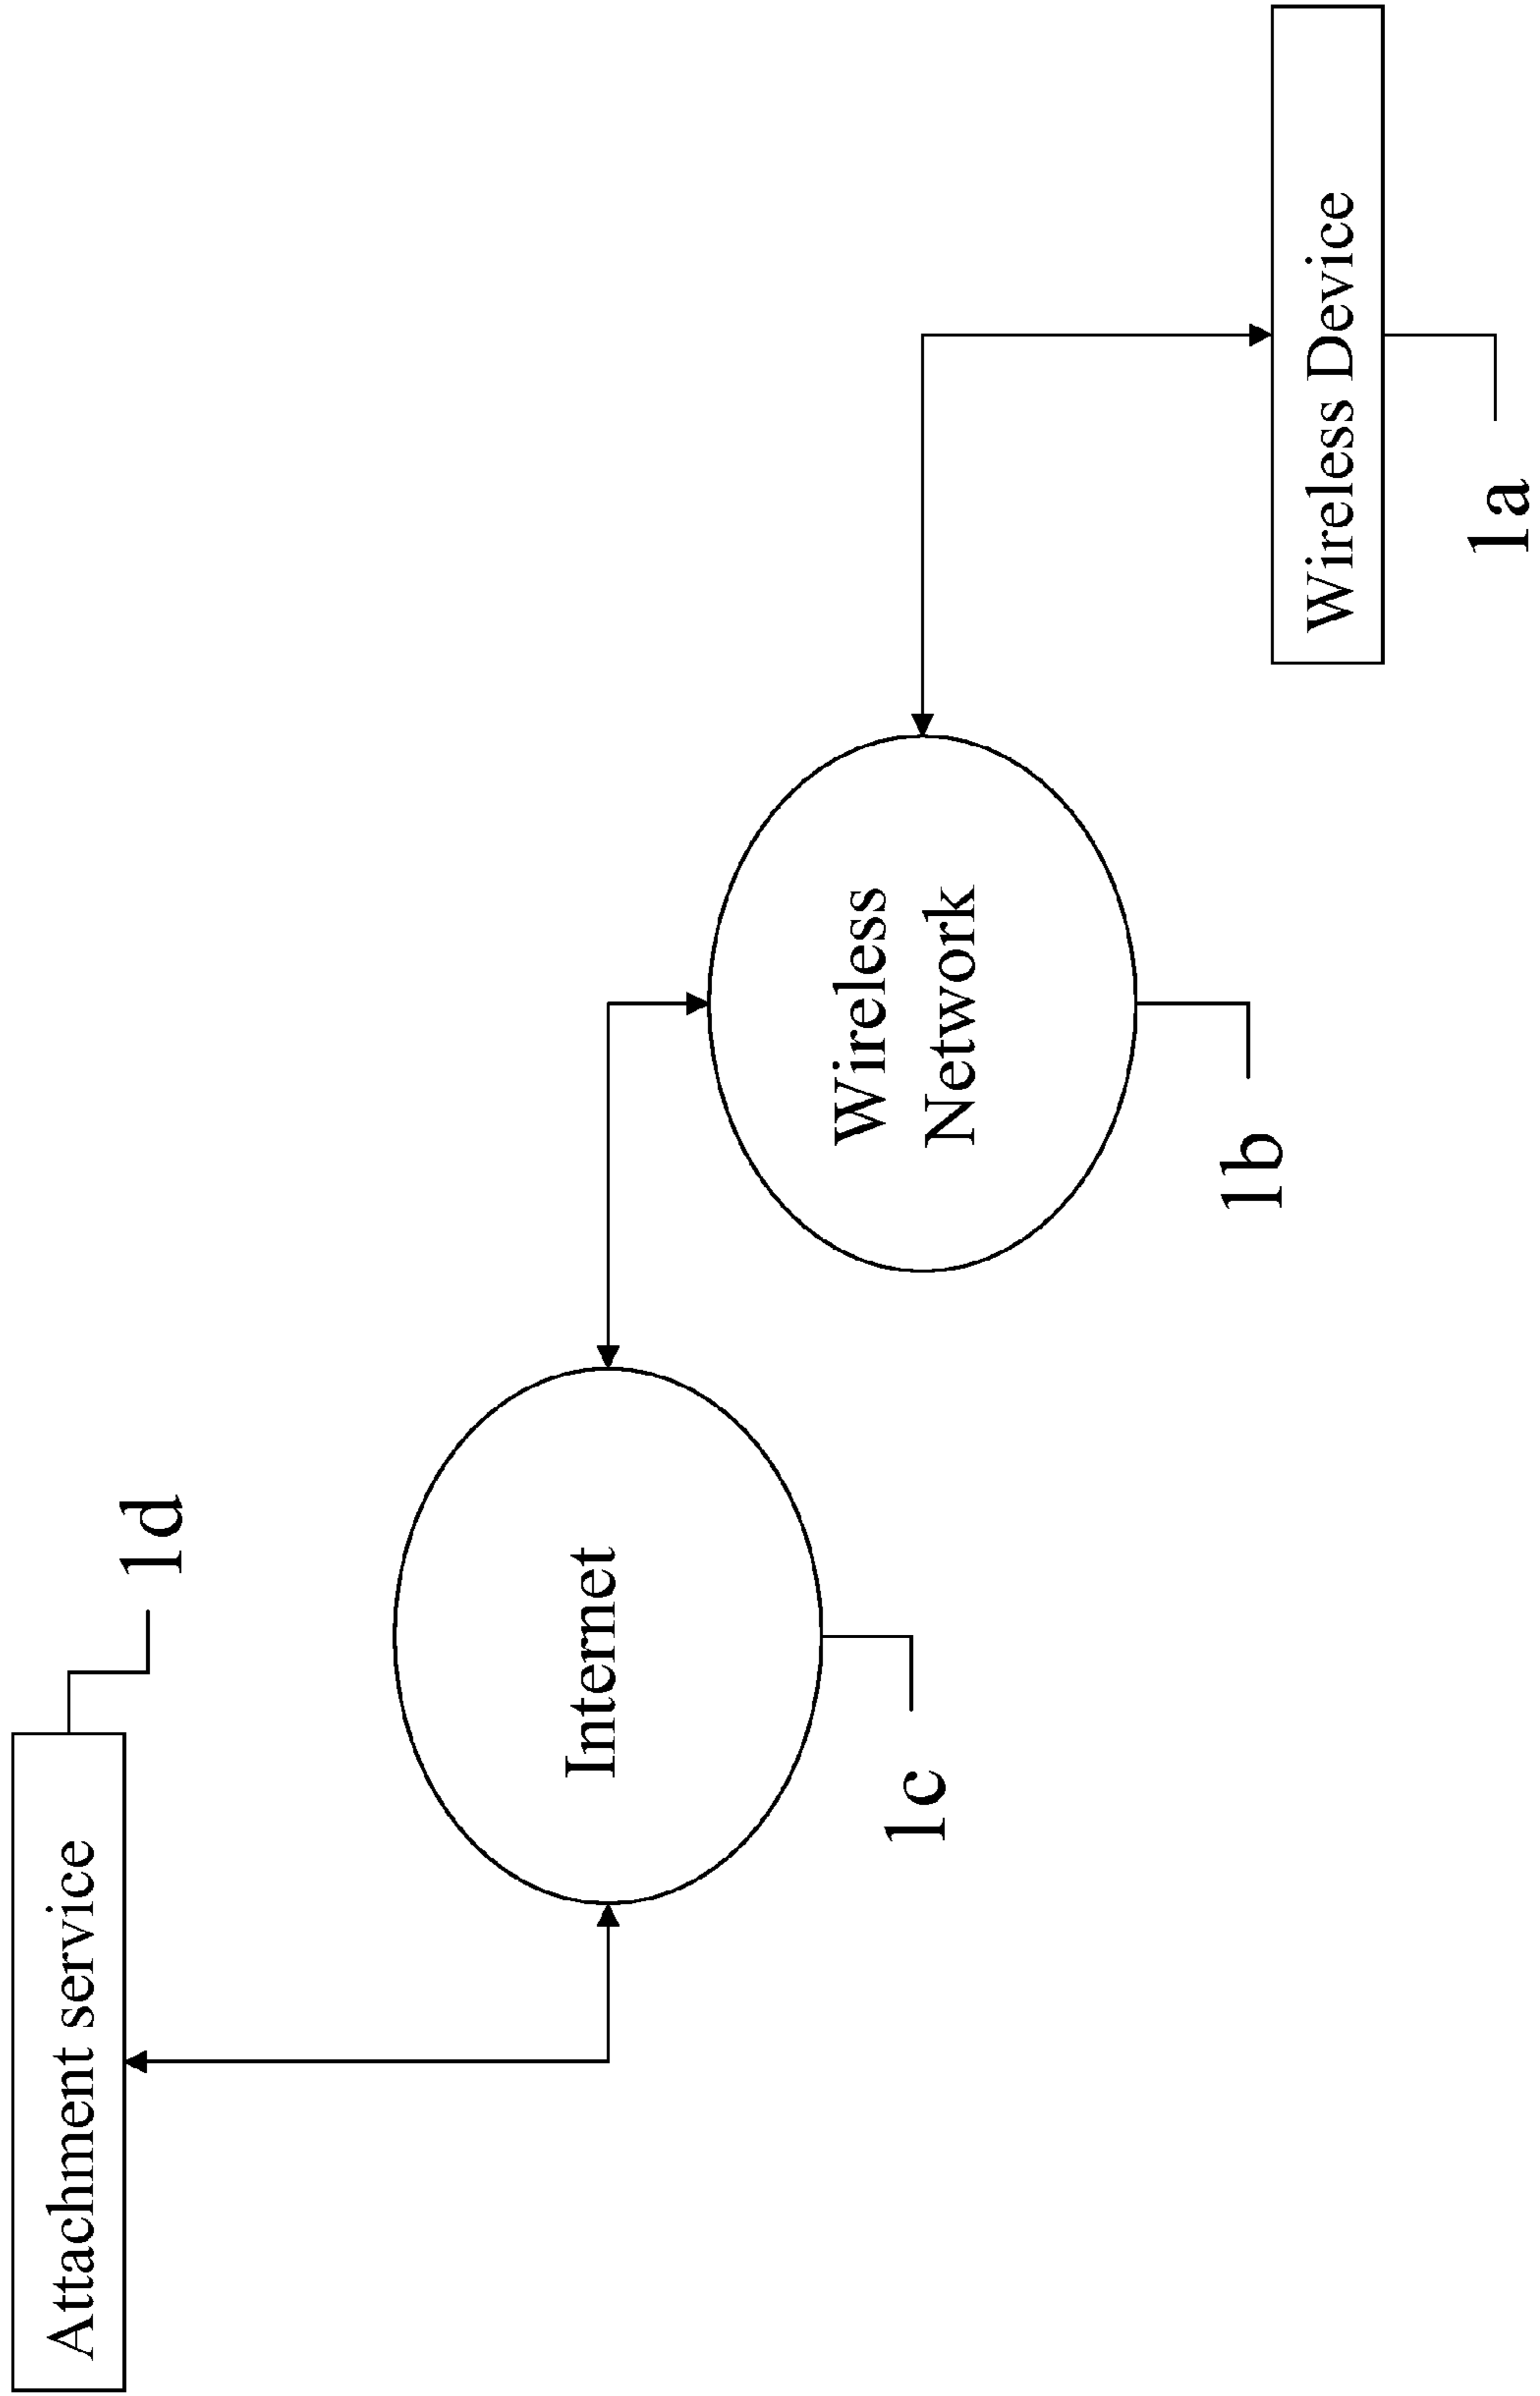 Attachment service
1d
Internet
1c
Wireless
Network
1b
Wireless Device
1a